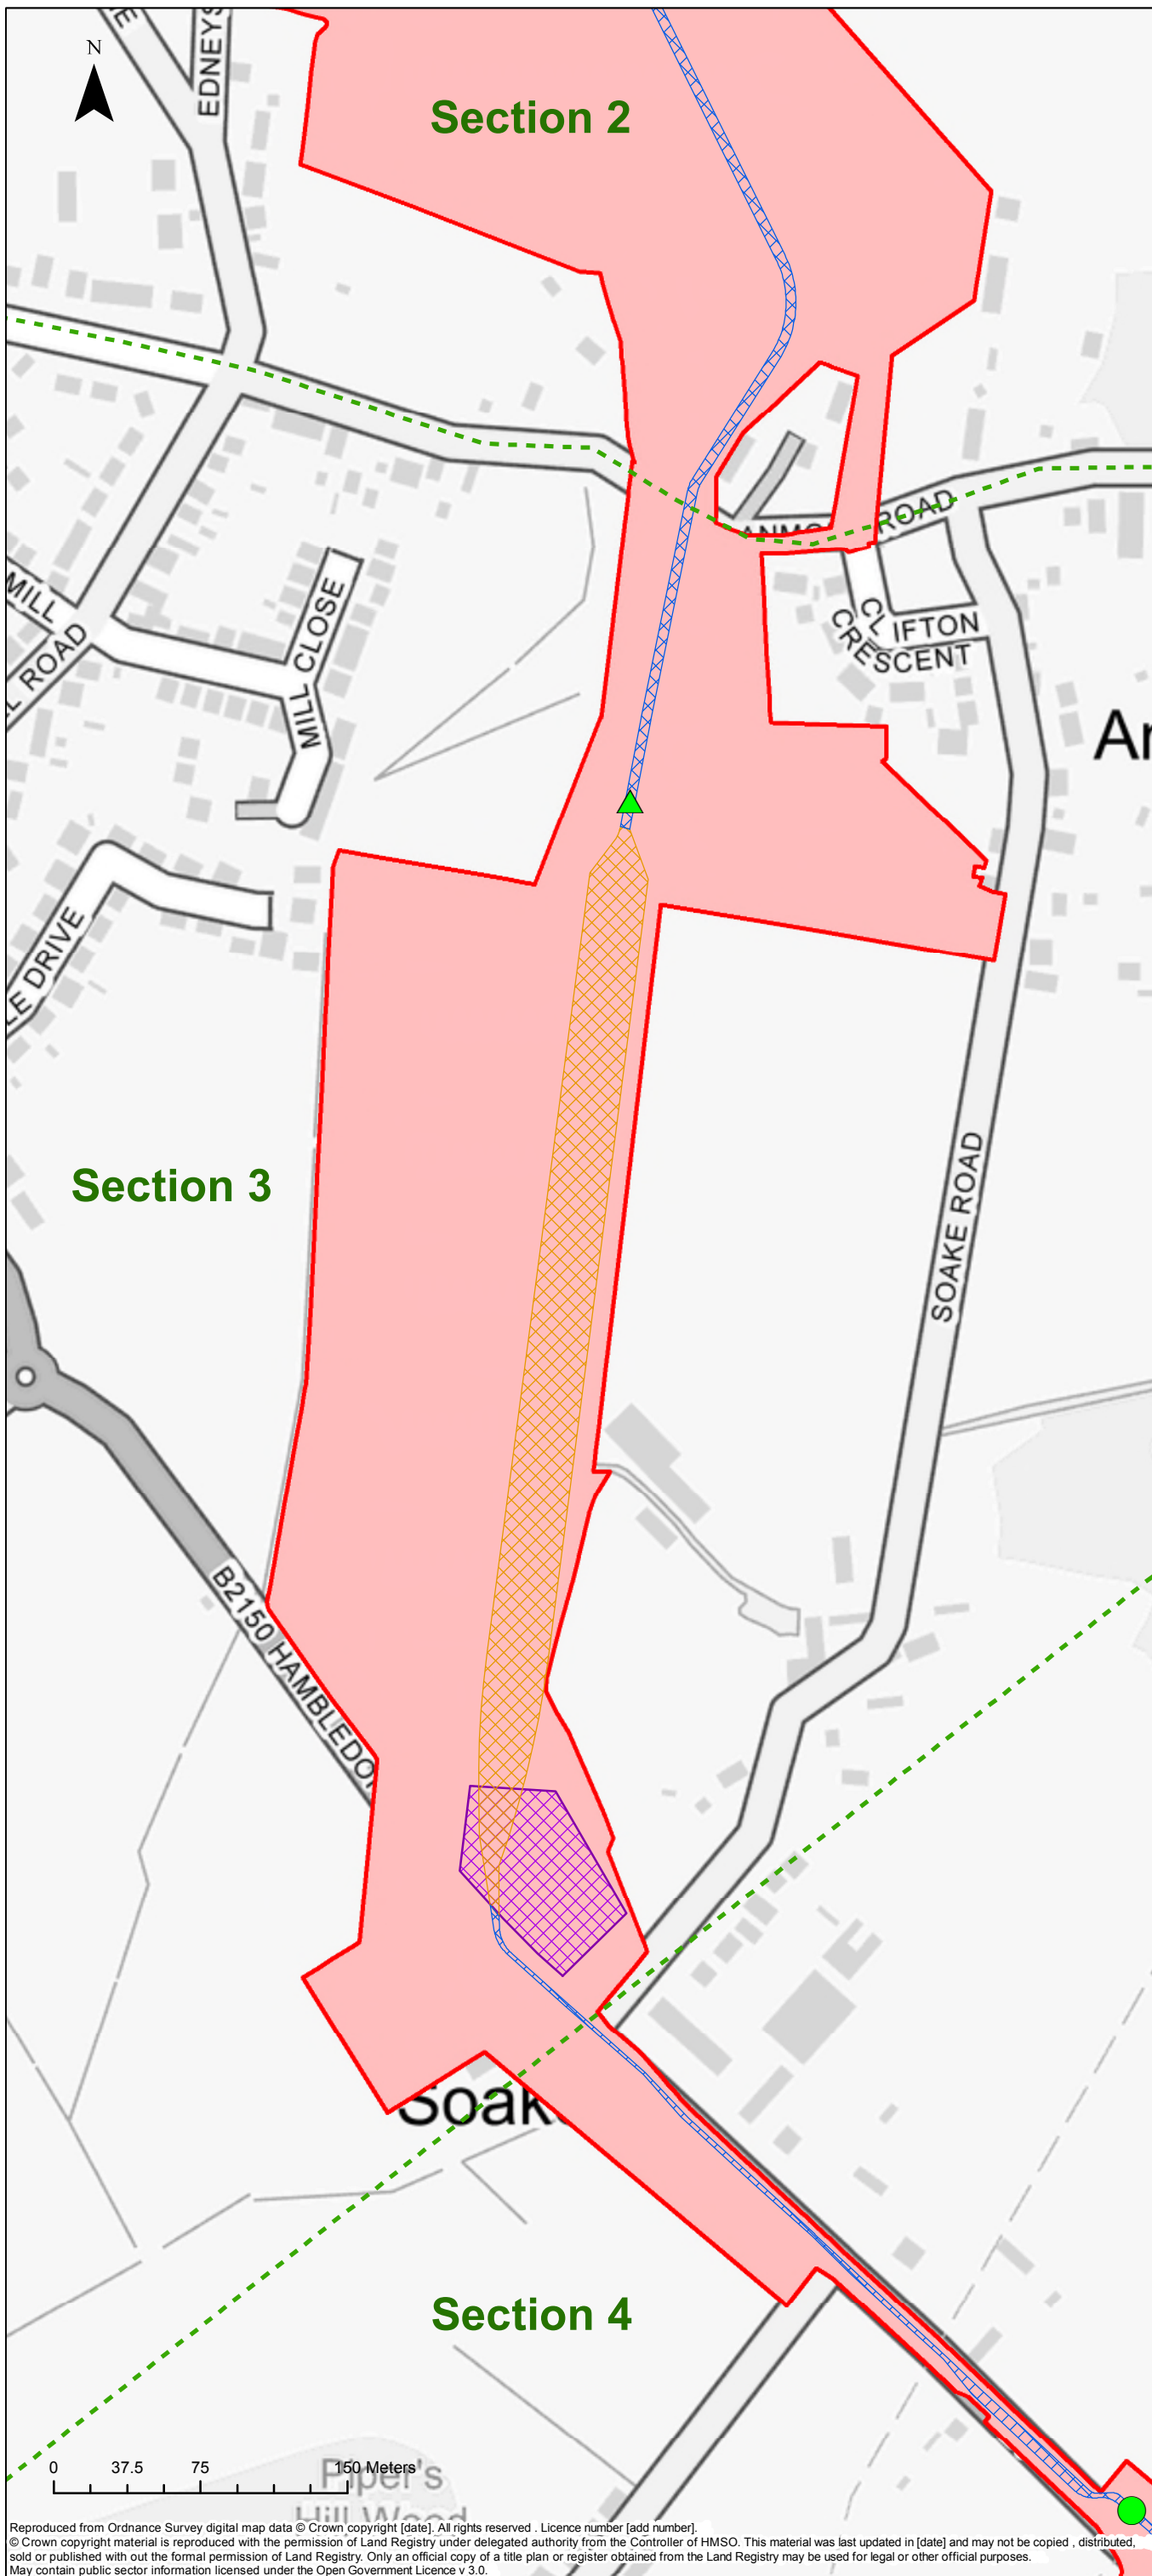 EDNEYS
N
Section 2
ROAD
CLIFTON
CRESCENT
MILL
MILL CLOSE
ROAD
DRIVE
Section 3
SOAKE ROAD
B2150 HAMBLEDO
Soak
Section 4
0 37.5 75 150 Meters
Piper's
Hill Wood
Reproduced from Ordnance Survey digital map data © Crown copyright [date]. All rights reserved . Licence number [add number].
© Crown copyright material is reproduced with the permission of Land Registry under delegated authority from the Controller of HMSO. This material was last updated in [date] and may not be copied , distributed,
sold or published with out the formal permission of Land Registry. Only an official copy of a title plan or register obtained from the Land Registry may be used for legal or other official purposes.
May contain public sector information licensed under the Open Government Licence v 3.0.